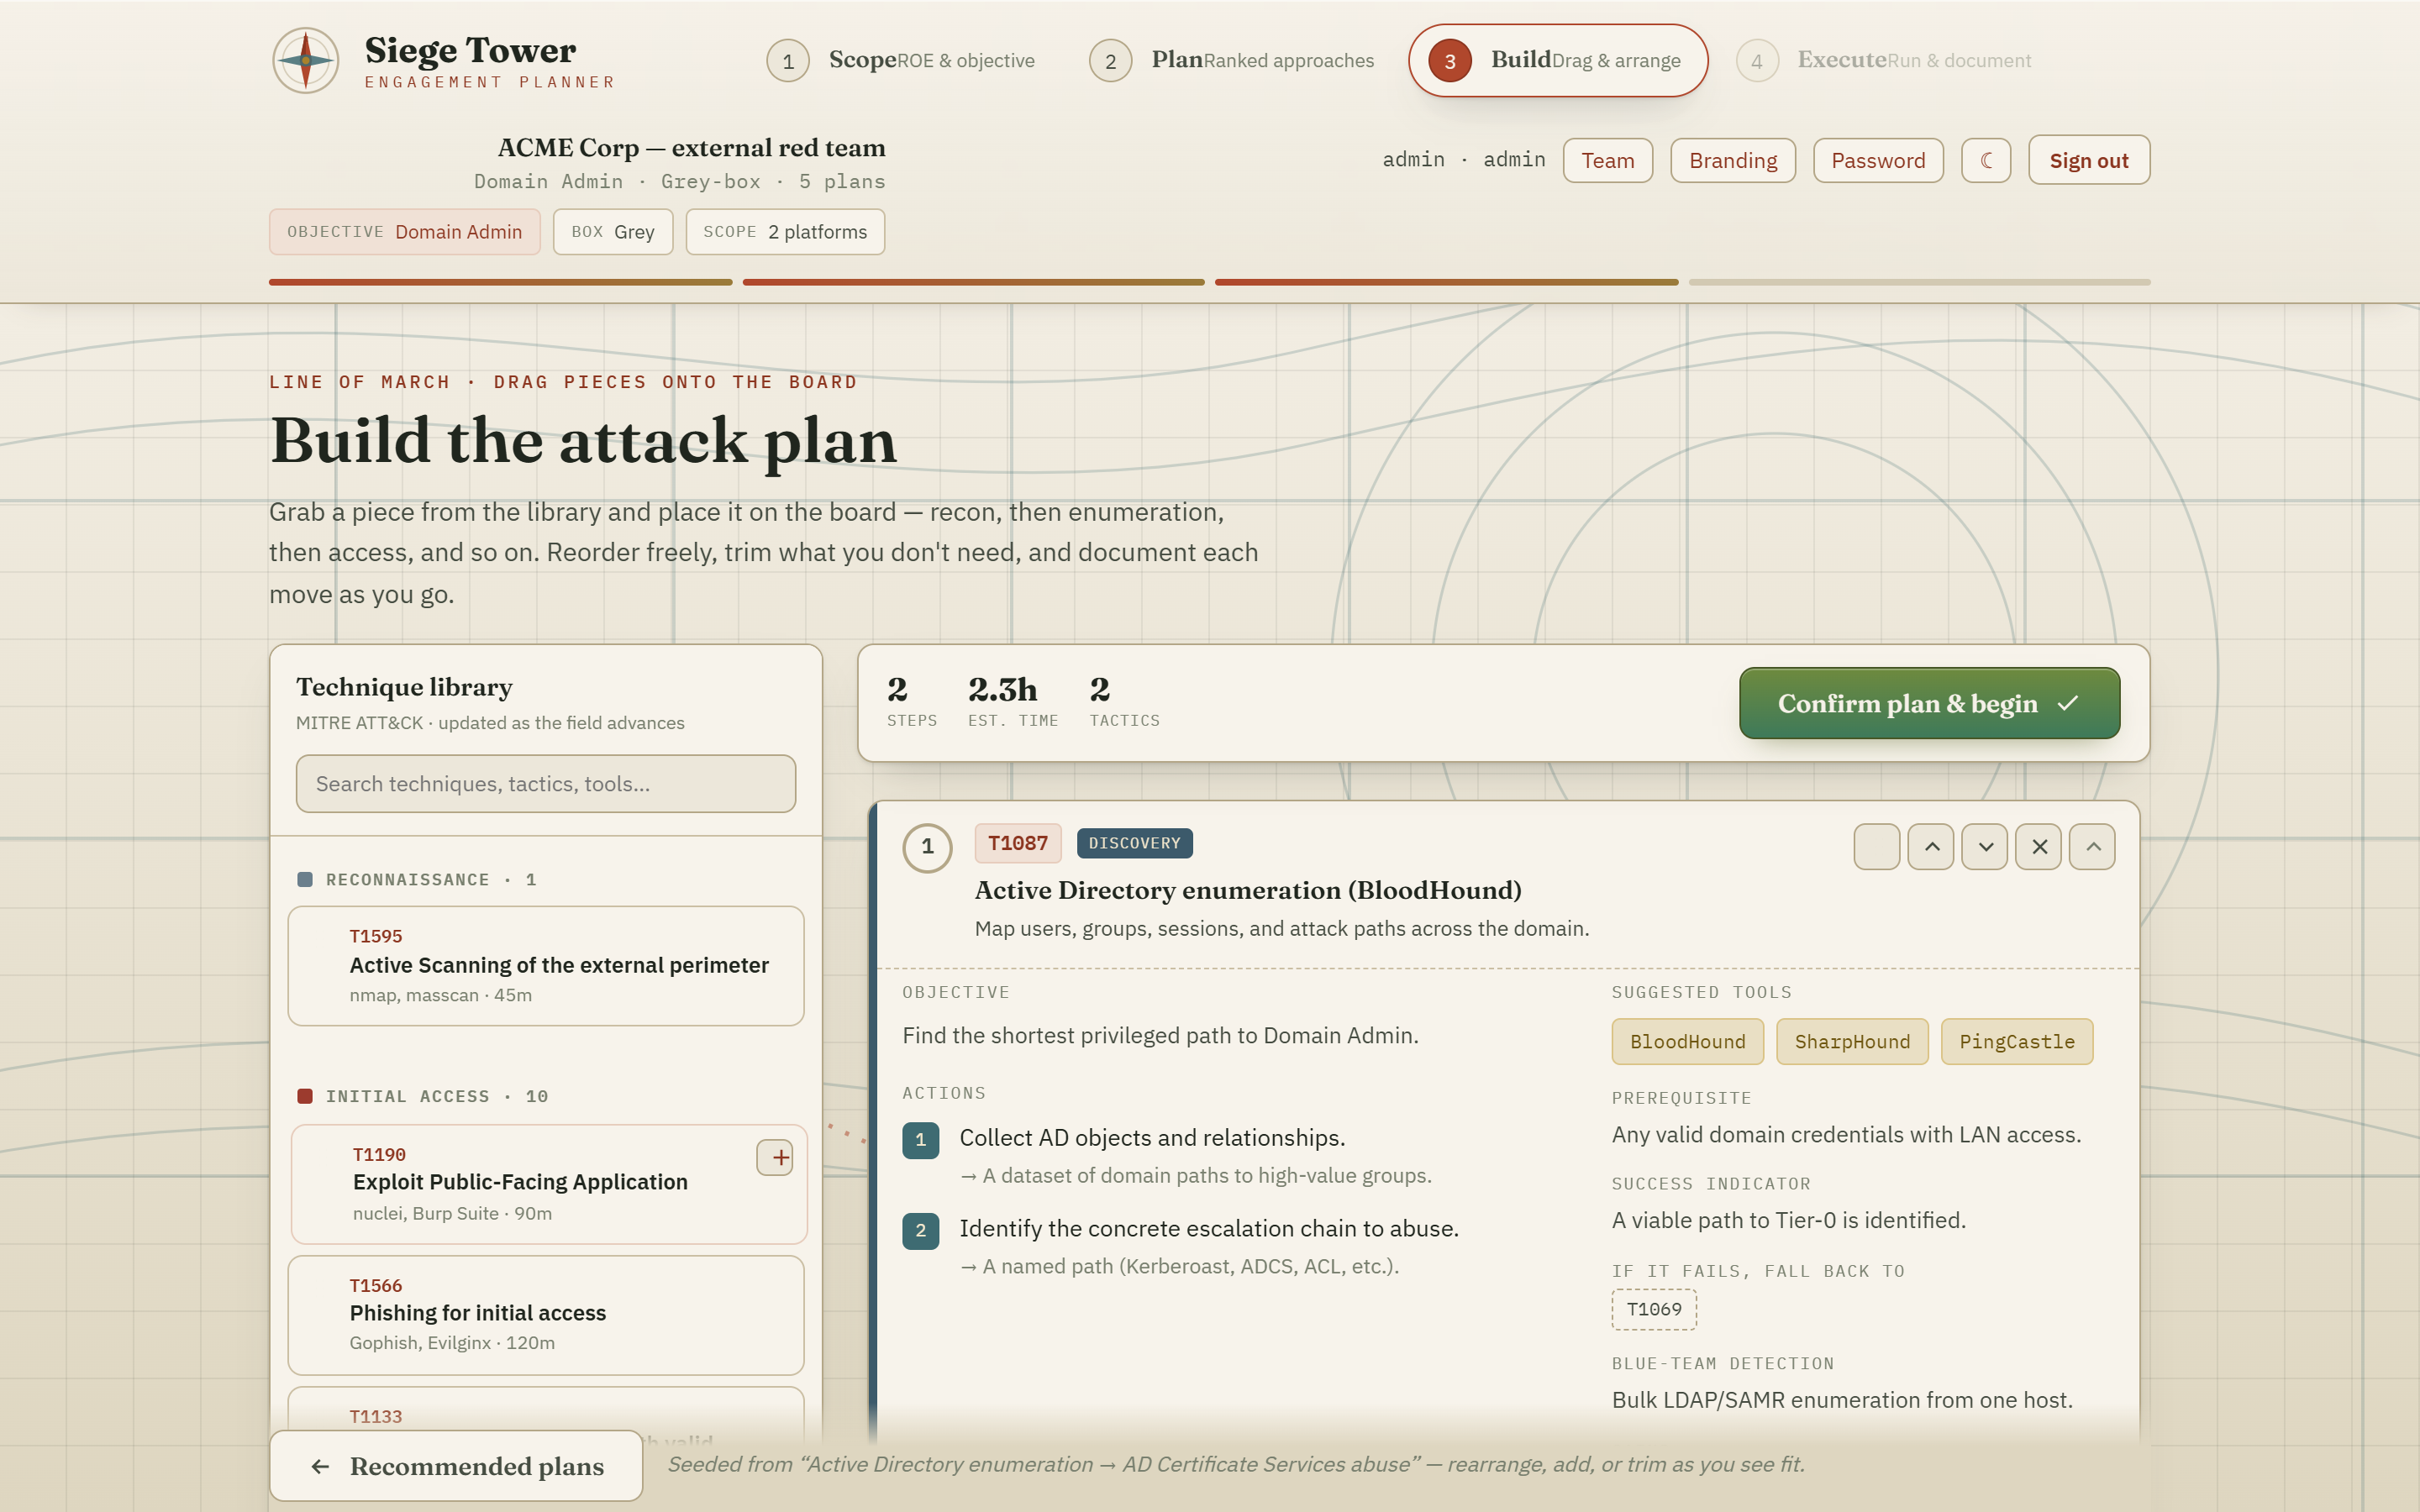 Siege Tower
ENGAGEMENT PLANNER
1 Scope ROE & objective
2 Plan Ranked approaches
3 Build Drag & arrange
4 Execute Run & document
ACME Corp — external red team
Domain Admin · Grey-box · 5 plans
admin · admin Team Branding Password ☾ Sign out
OBJECTIVE Domain Admin BOX Grey SCOPE 2 platforms
LINE OF MARCH · DRAG PIECES ONTO THE BOARD
Build the attack plan
Grab a piece from the library and place it on the board — recon, then enumeration,
then access, and so on. Reorder freely, trim what you don't need, and document each
move as you go.
Technique library
MITRE ATT&CK · updated as the field advances
Search techniques, tactics, tools...
RECONNAISSANCE · 1
T1595
Active Scanning of the external perimeter
nmap, masscan · 45m
INITIAL ACCESS · 10
T1190
Exploit Public-Facing Application
nuclei, Burp Suite · 90m
T1566
Phishing for initial access
Gophish, Evilginx · 120m
T1133
2 STEPS
2.3h EST. TIME
2 TACTICS
Confirm plan & begin ✓
1 T1087 DISCOVERY
Active Directory enumeration (BloodHound)
Map users, groups, sessions, and attack paths across the domain.
OBJECTIVE
Find the shortest privileged path to Domain Admin.
ACTIONS
1 Collect AD objects and relationships.
→ A dataset of domain paths to high-value groups.
2 Identify the concrete escalation chain to abuse.
→ A named path (Kerberoast, ADCS, ACL, etc.).
SUGGESTED TOOLS
BloodHound SharpHound PingCastle
PREREQUISITE
Any valid domain credentials with LAN access.
SUCCESS INDICATOR
A viable path to Tier-0 is identified.
IF IT FAILS, FALL BACK TO
T1069
BLUE-TEAM DETECTION
Bulk LDAP/SAMR enumeration from one host.
← Recommended plans
Seeded from “Active Directory enumeration → AD Certificate Services abuse” — rearrange, add, or trim as you see fit.